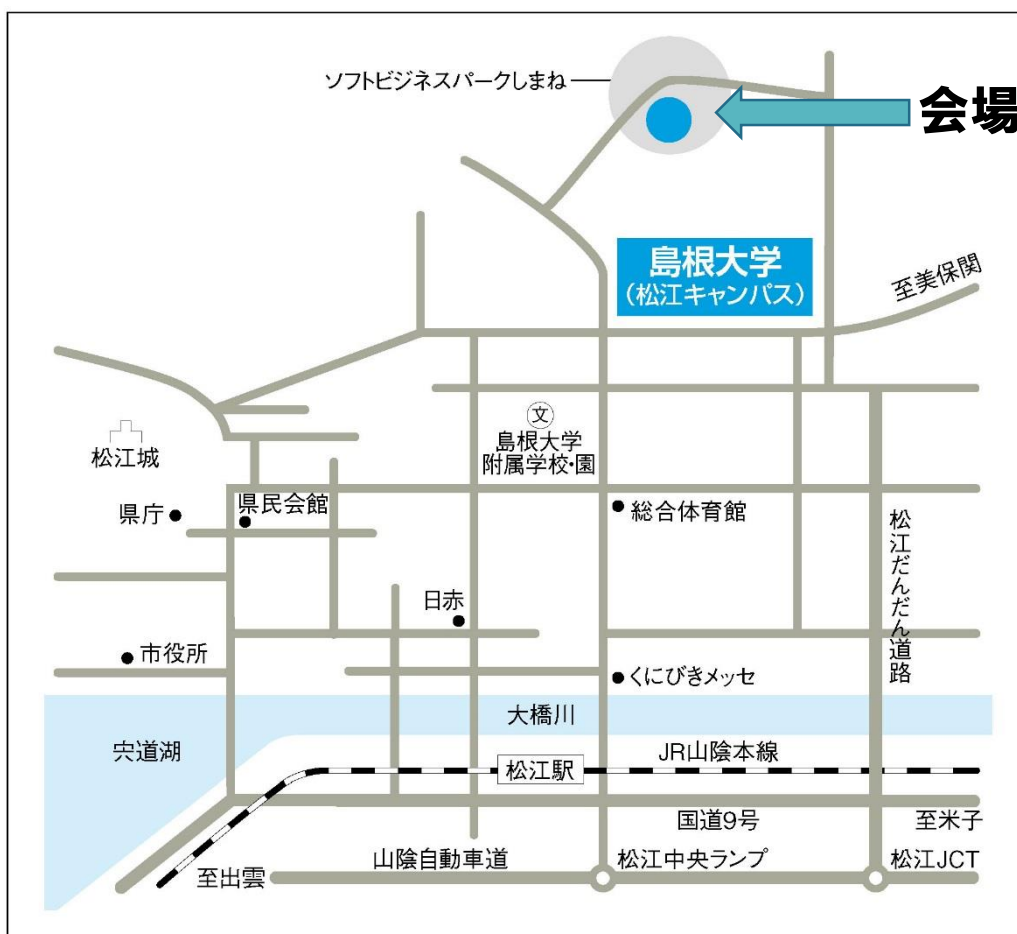 ソフトビジネスパークしまね
会場
島根大学
(松江キャンパス)
至美保関
文
島根大学
附属学校・園
松江城
県庁
県民会館
総合体育館
松江だんだん道路
日赤
市役所
くにびきメッセ
大橋川
宍道湖
JR山陰本線
松江駅
国道9号
至米子
山陰自動車道
松江中央ランプ
松江JCT
至出雲